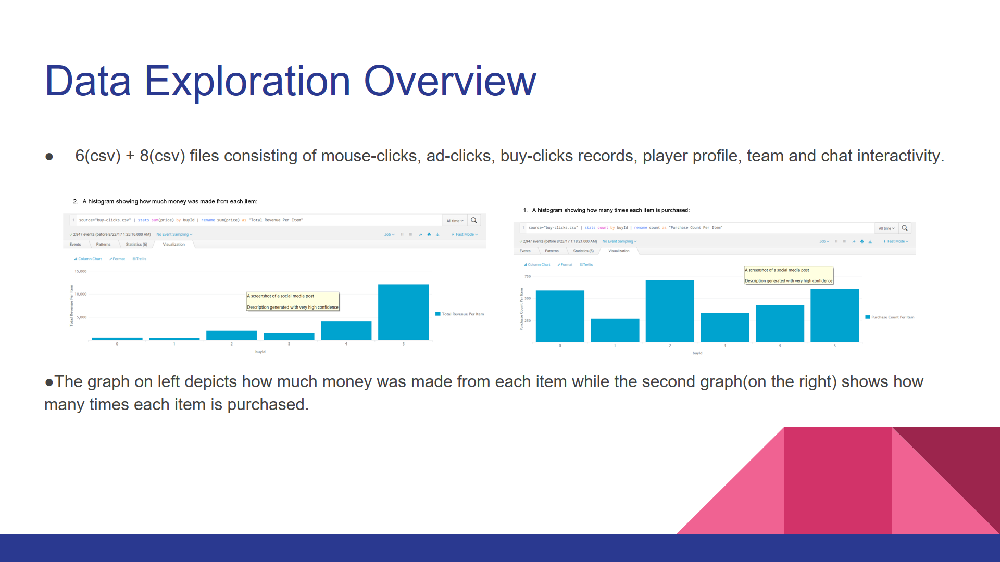 Data Exploration Overview
● 6(csv) + 8(csv) files consisting of mouse-clicks, ad-clicks, buy-clicks records, player profile, team and chat interactivity.
2. A histogram showing how much money was made from each item:
1 source="buy-clicks.csv" | stats sum(price) by buyId | rename sum(price) as "Total Revenue Per Item"
All time
2,947 events (before 8/23/17 1:25:16.000 AM) No Event Sampling
Job Fast Mode
Events Patterns Statistics (6) Visualization
Column Chart Format Trellis
15,000
10,000
5,000
Total Revenue Per Item
A screenshot of a social media post
Description generated with very high confidence
Total Revenue Per Item
0 1 2 3 4 5
buyId
1. A histogram showing how many times each item is purchased:
1 source="buy-clicks.csv" | stats count by buyId | rename count as "Purchase Count Per Item"
All time
2,947 events (before 8/23/17 1:18:21.000 AM) No Event Sampling
Job Fast Mode
Events Patterns Statistics (6) Visualization
Column Chart Format Trellis
750
500
250
Purchase Count Per Item
A screenshot of a social media post
Description generated with very high confidence
Purchase Count Per Item
0 1 2 3 4 5
buyId
●The graph on left depicts how much money was made from each item while the second graph(on the right) shows how
many times each item is purchased.